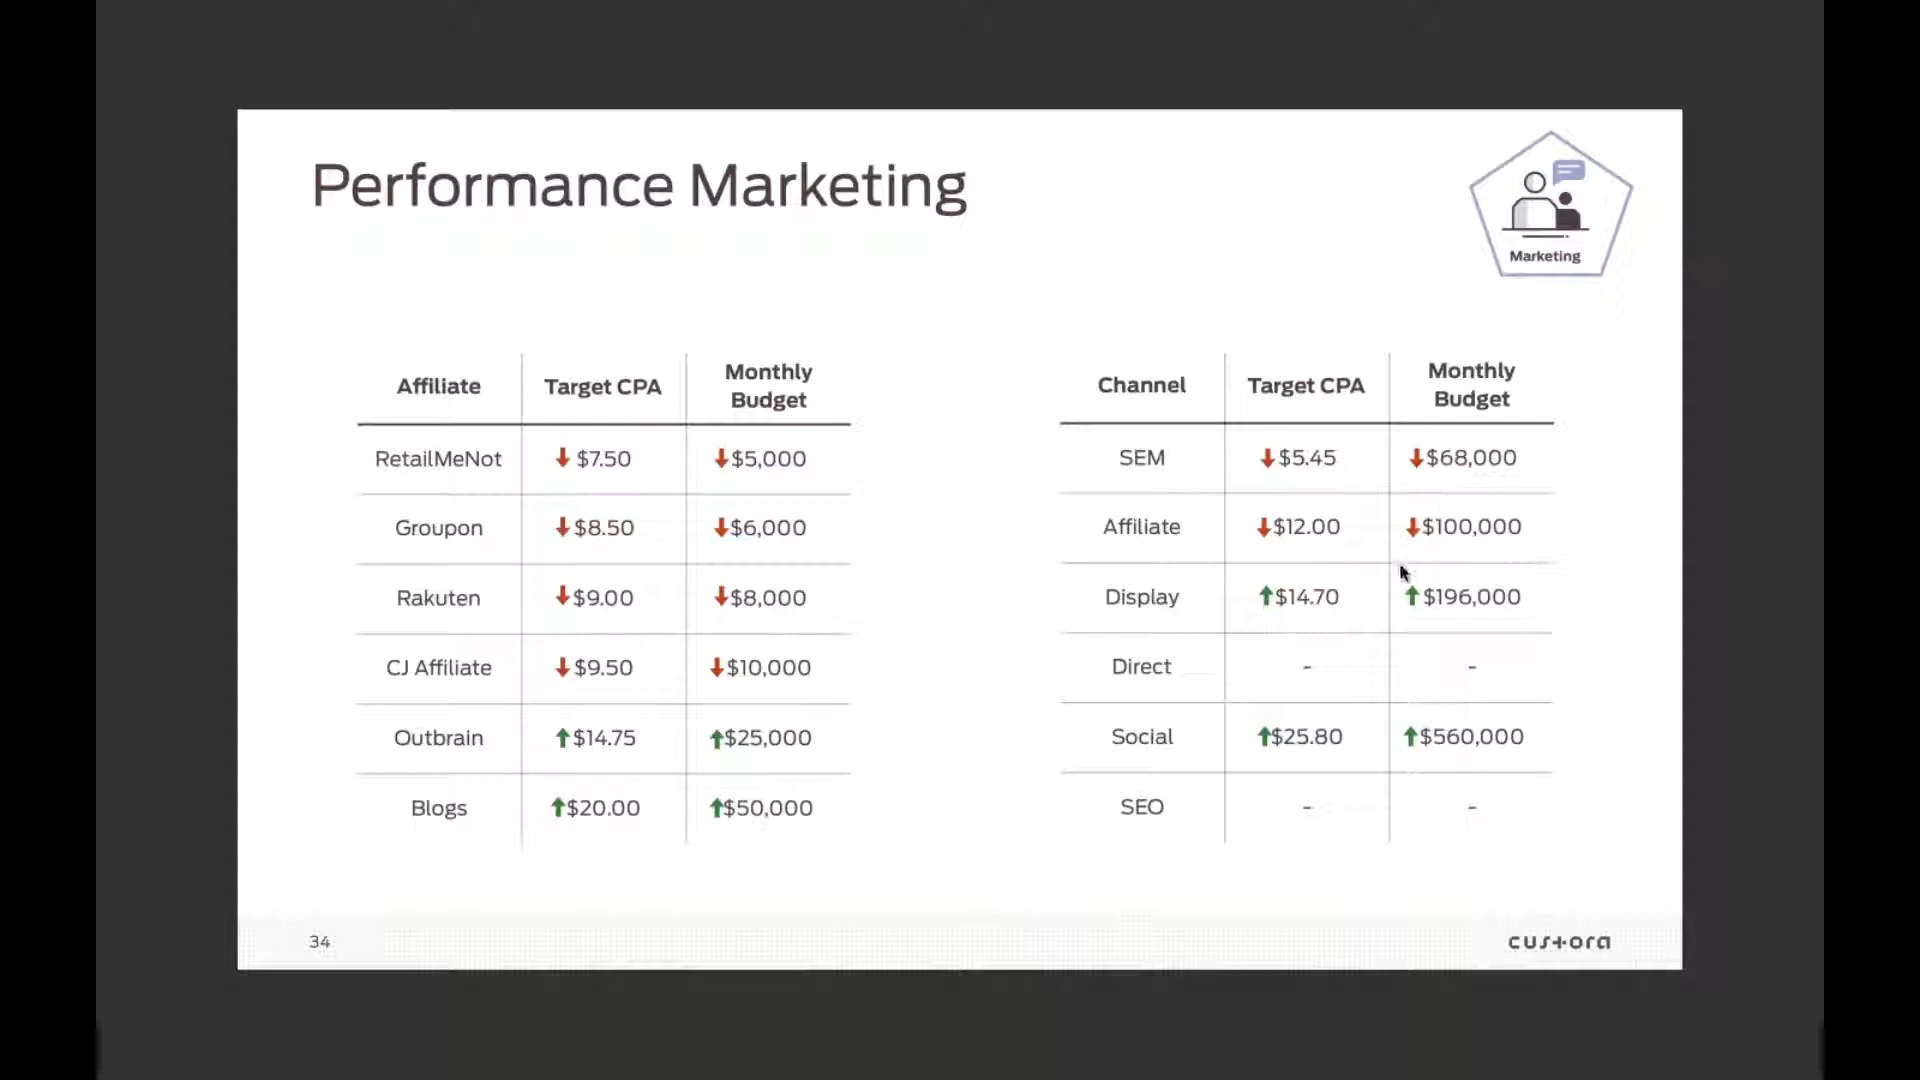 Performance Marketing
Marketing
Affiliate Target CPA Monthly Budget
RetailMeNot $7.50 $5,000
Groupon $8.50 $6,000
Rakuten $9.00 $8,000
CJ Affiliate $9.50 $10,000
Outbrain $14.75 $25,000
Blogs $20.00 $50,000
Channel Target CPA Monthly Budget
SEM $5.45 $68,000
Affiliate $12.00 $100,000
Display $14.70 $196,000
Direct - -
Social $25.80 $560,000
SEO - -
34
custora